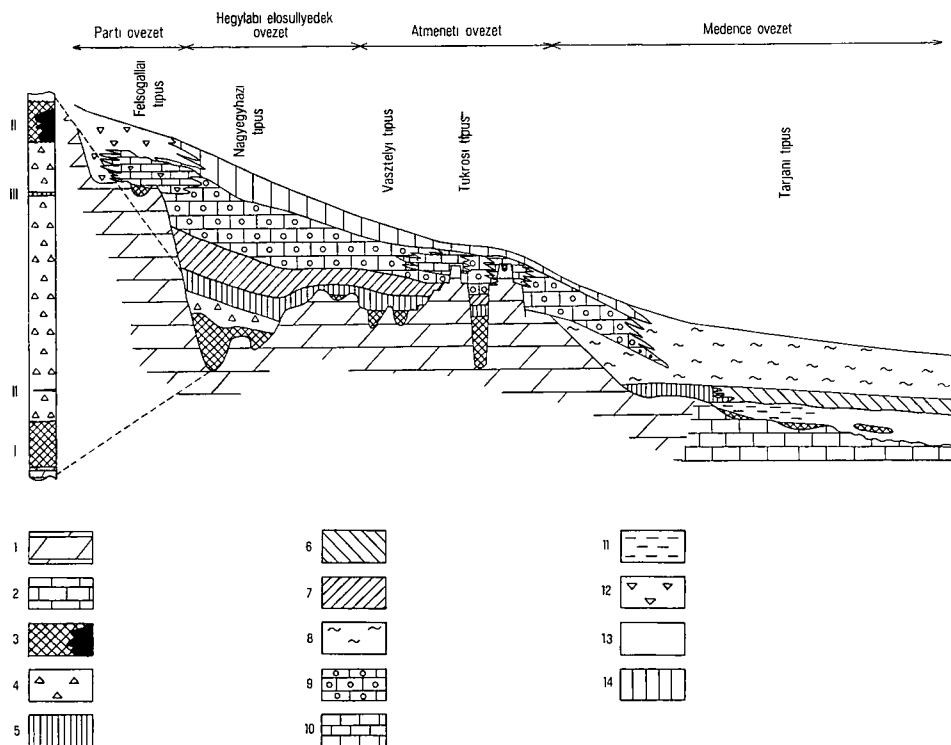 Hegylabi elosullyedek
Parti ovezet
ovezet
Atmeneti ovezet
Medence ovezet
Felsogallai
tipus
Nagyegyhazi
tipus
Vasztelyi tipus
Tukrosi tipus
Tarjani tipus
II
III
II
I
1
2
3
4
5
6
7
8
9
10
11
12
13
14